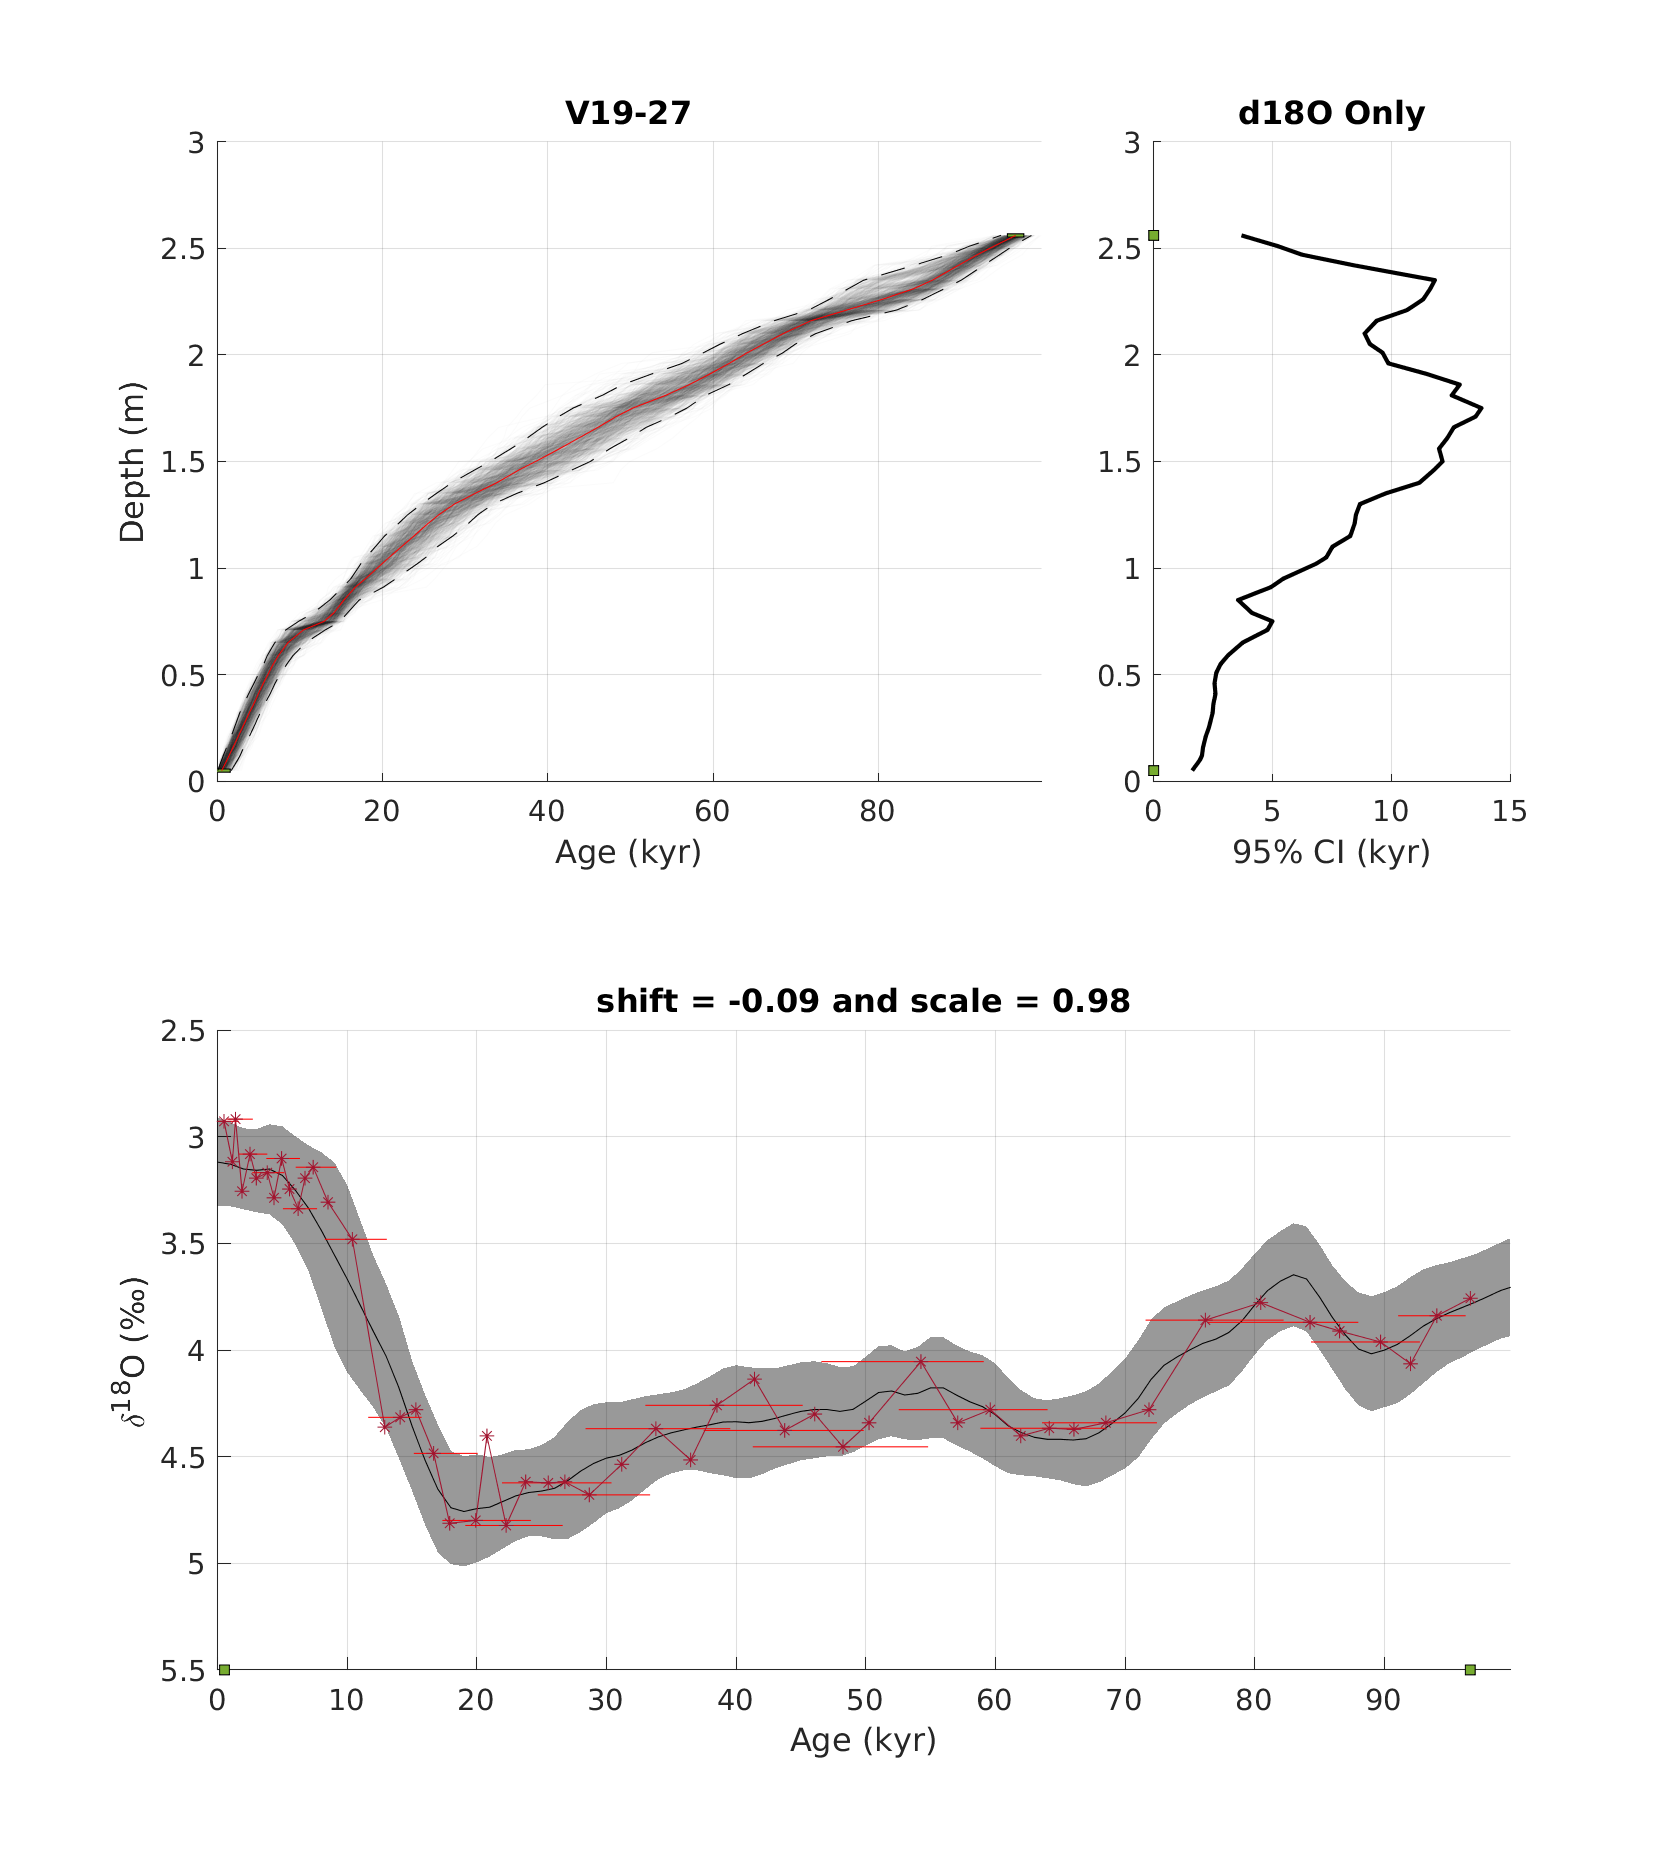 V19-27
d18O Only
3
2.5
2
1.5
1
0.5
0
Depth (m)
0 20 40 60 80
Age (kyr)
3
2.5
2
1.5
1
0.5
0
0 5 10 15
95% CI (kyr)
shift = -0.09 and scale = 0.98
2.5
3
3.5
4
4.5
5
5.5
δ18O (‰)
0 10 20 30 40 50 60 70 80 90
Age (kyr)